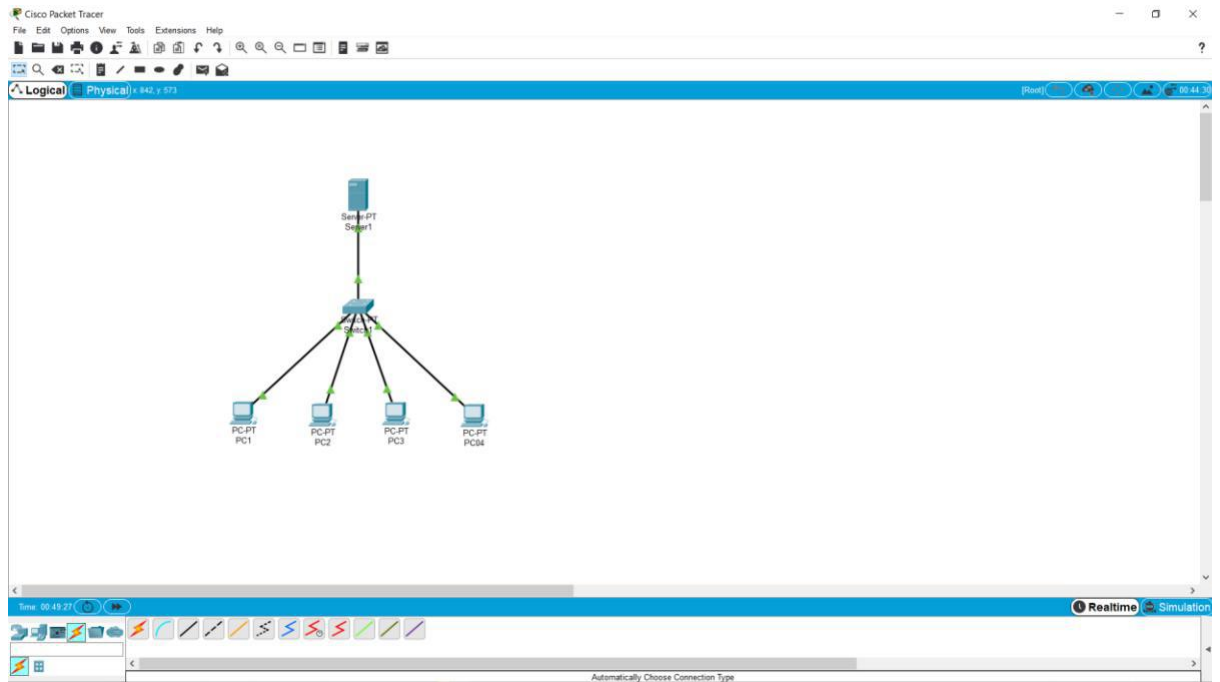 Cisco Packet Tracer
File Edit Options View Tools Extensions Help
?
Logical Physical x: 842, y: 573 [Root] 00:44:30
Server-PT
Server1
Switch-PT
Switch1
PC-PT
PC1
PC-PT
PC2
PC-PT
PC3
PC-PT
PC04
Time: 00:49:27 Realtime Simulation
Automatically Choose Connection Type